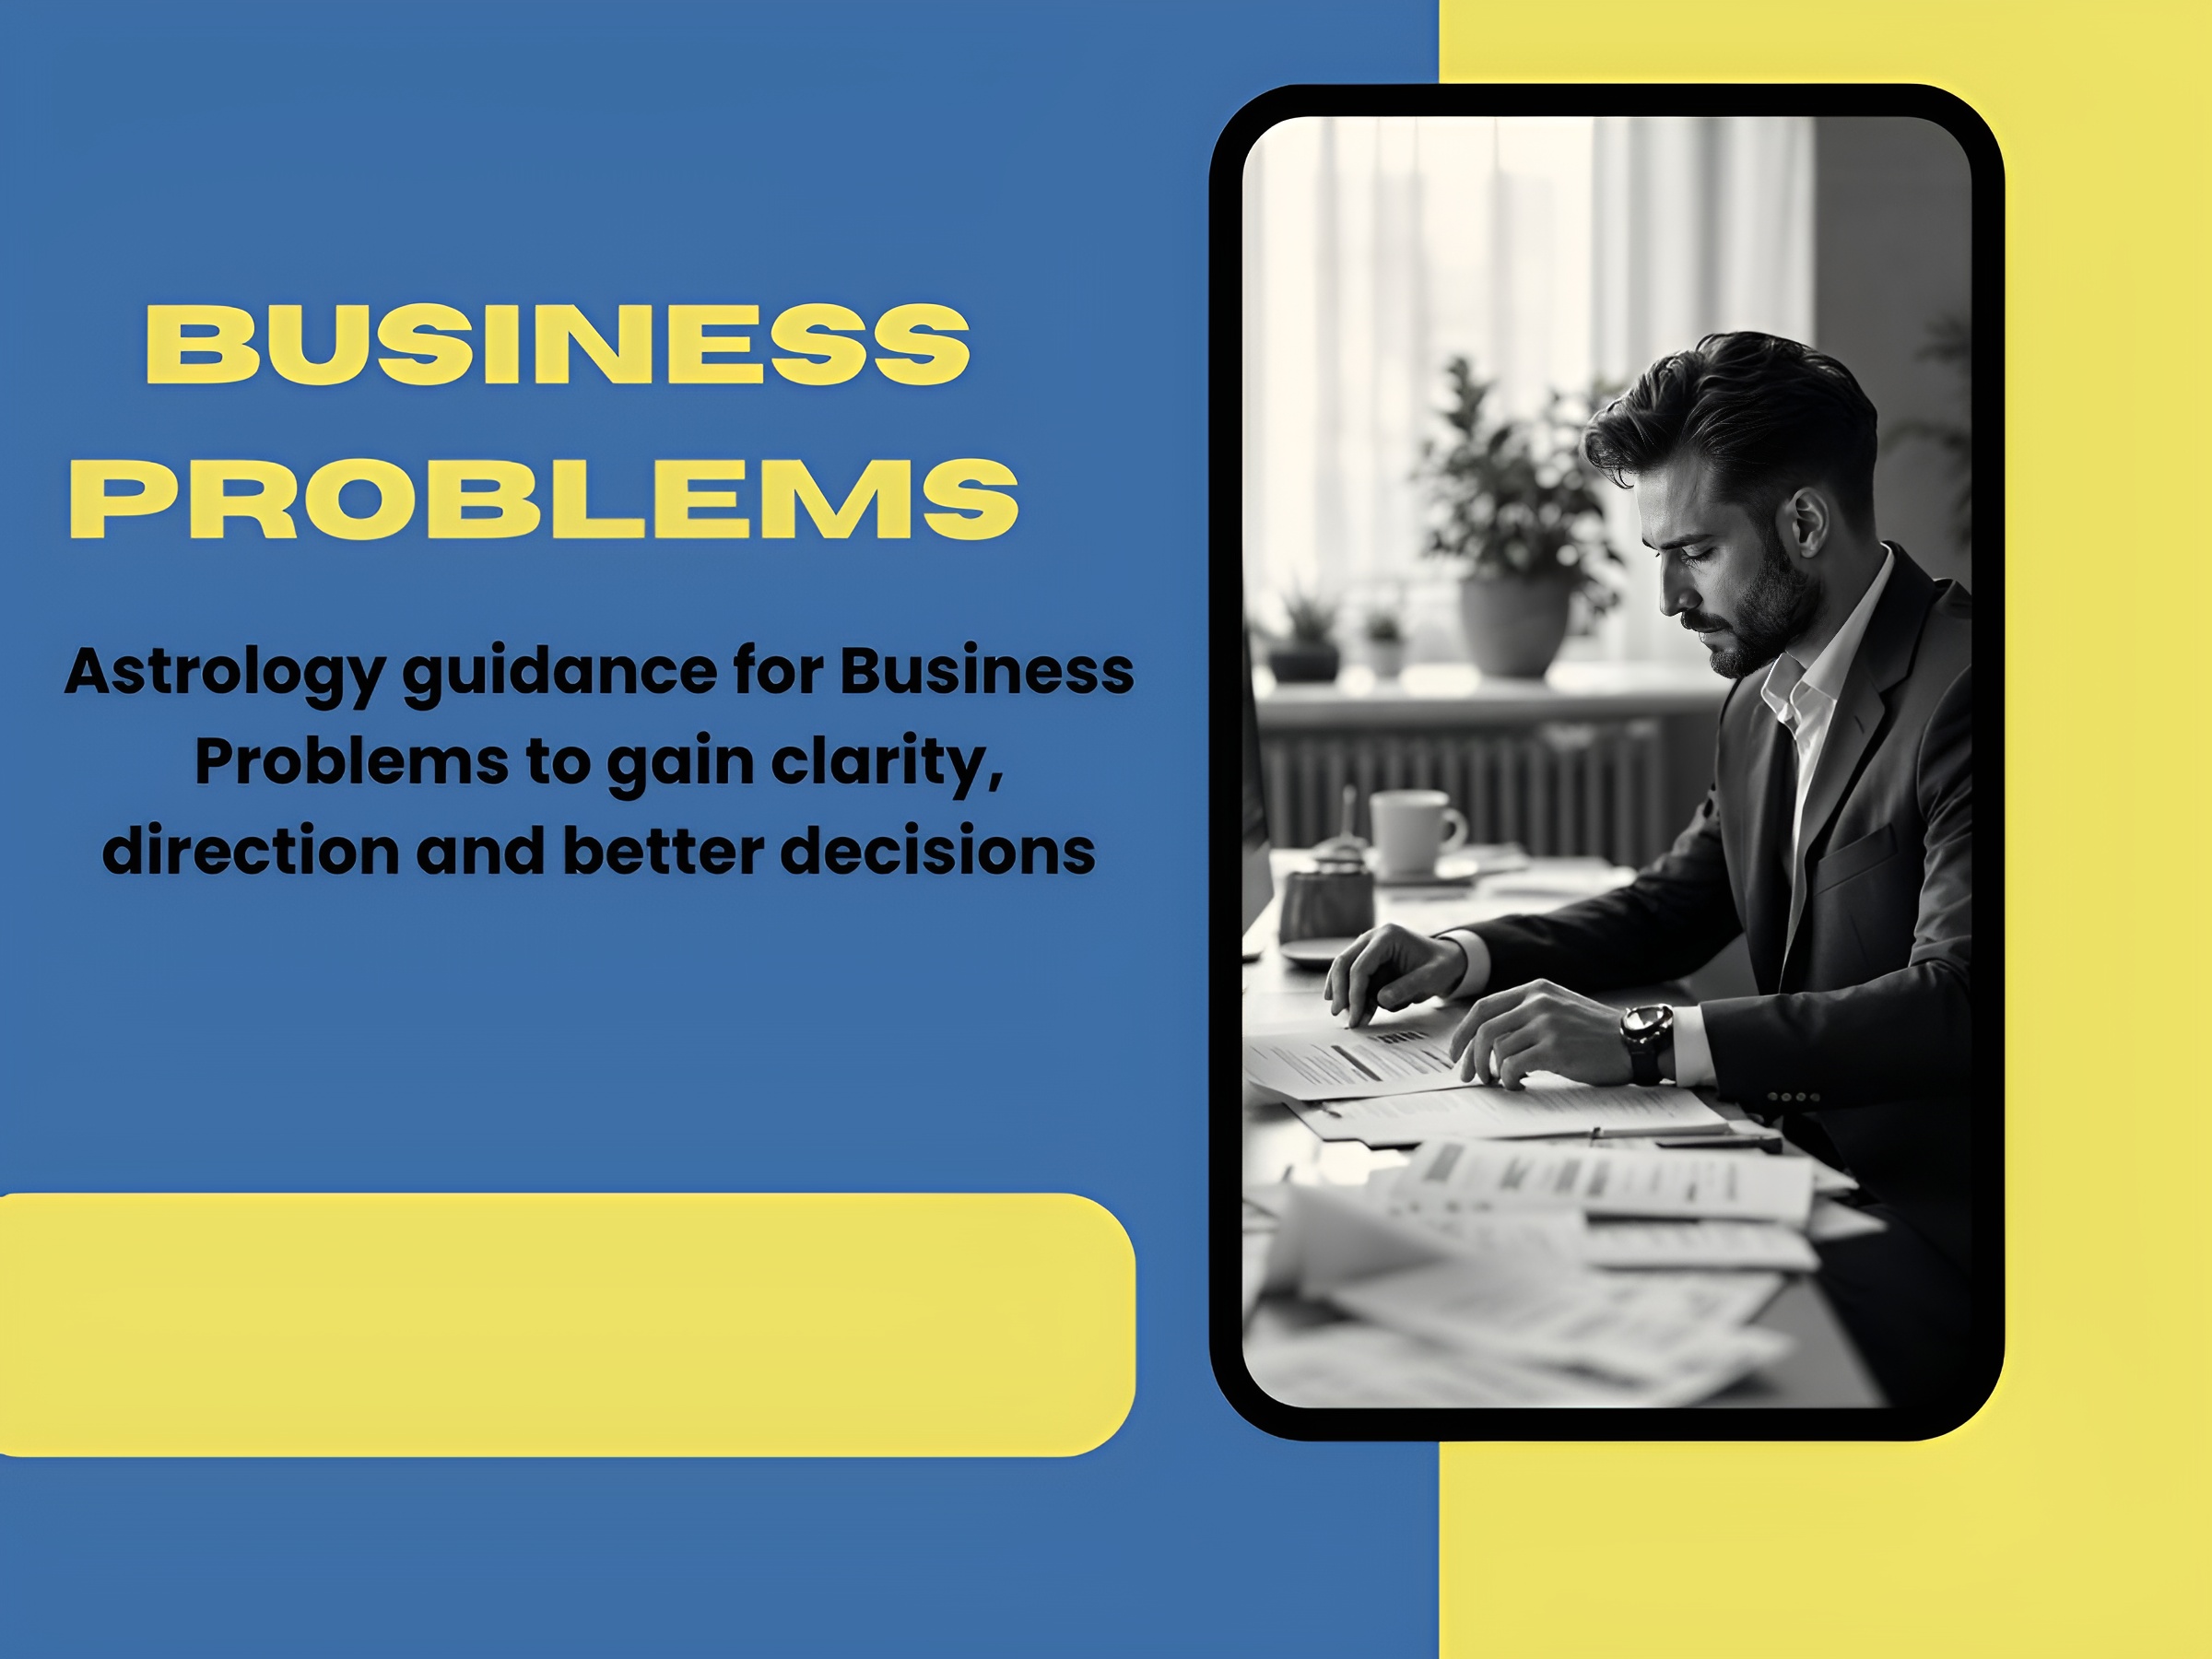 BUSINESS
PROBLEMS
Astrology guidance for Business
Problems to gain clarity,
direction and better decisions